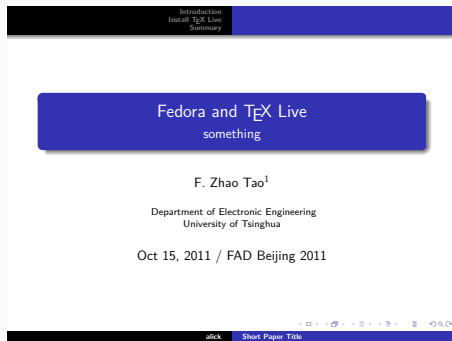 Introduction
Install TEX Live
Summary
Fedora and TEX Live
something
F. Zhao Tao1
Department of Electronic Engineering
University of Tsinghua
Oct 15, 2011 / FAD Beijing 2011
alick Short Paper Title